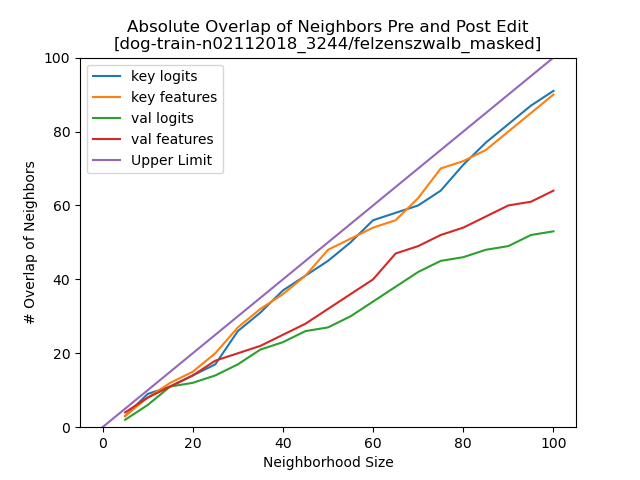 Absolute Overlap of Neighbors Pre and Post Edit
[dog-train-n02112018_3244/felzenszwalb_masked]
key logits
key features
val logits
val features
Upper Limit
# Overlap of Neighbors
100
80
60
40
20
0
0 20 40 60 80 100
Neighborhood Size